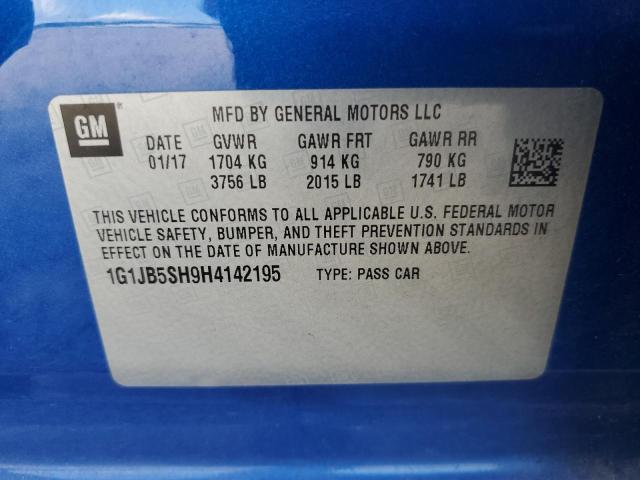 GM
MFD BY GENERAL MOTORS LLC
DATE GVWR GAWR FRT GAWR RR
01/17 1704 KG 914 KG 790 KG
3756 LB 2015 LB 1741 LB
THIS VEHICLE CONFORMS TO ALL APPLICABLE U.S. FEDERAL MOTOR
VEHICLE SAFETY, BUMPER, AND THEFT PREVENTION STANDARDS IN
EFFECT ON THE DATE OF MANUFACTURE SHOWN ABOVE.
1G1JB5SH9H4142195 TYPE: PASS CAR